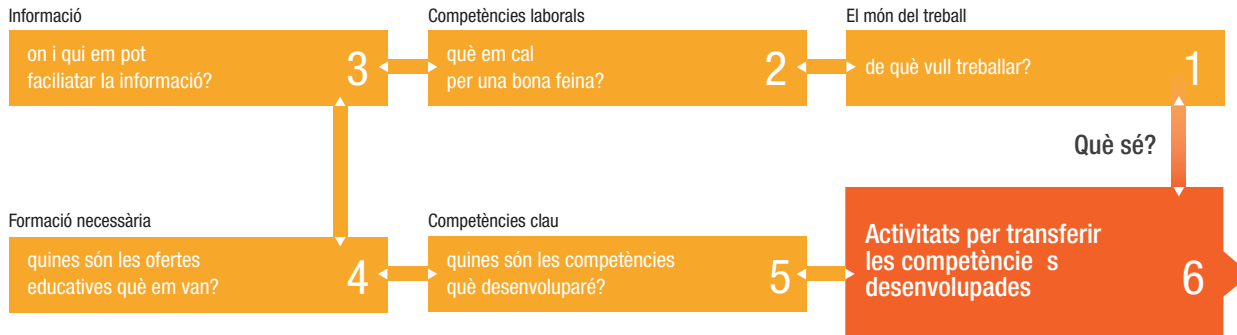 Informació
on i qui em pot
faciliatar la informació?
3
Competències laborals
què em cal
per una bona feina?
2
El món del treball
de què vull treballar?
1
Què sé?
Formació necessària
quines són les ofertes
educatives què em van?
4
Competències clau
quines són les competències
què desenvoluparé?
5
Activitats per transferir
les competèncie s
desenvolupades
6